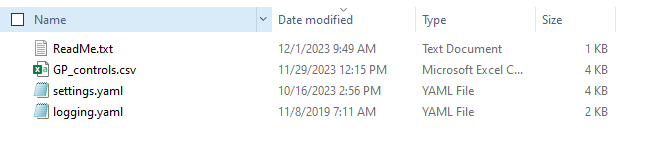 Name Date modified Type Size
ReadMe.txt 12/1/2023 9:49 AM Text Document 1 KB
GP_controls.csv 11/29/2023 12:15 PM Microsoft Excel C... 4 KB
settings.yaml 10/16/2023 2:56 PM YAML File 4 KB
logging.yaml 11/8/2019 7:11 AM YAML File 2 KB